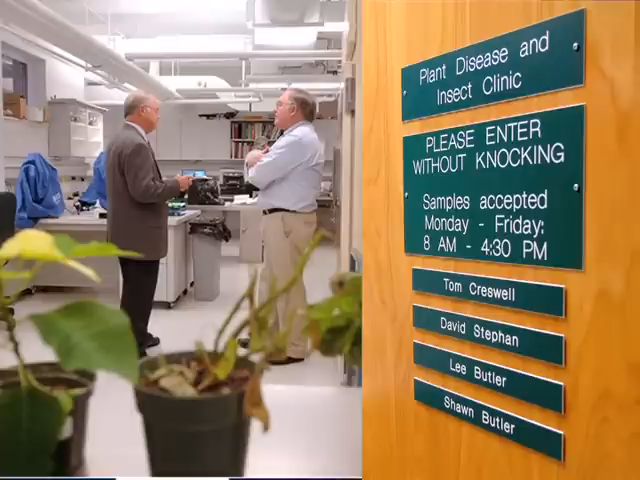 Plant Disease and
Insect Clinic
PLEASE ENTER
WITHOUT KNOCKING
Samples accepted
Monday - Friday:
8 AM - 4:30 PM
Tom Creswell
David Stephan
Lee Butler
Shawn Butler